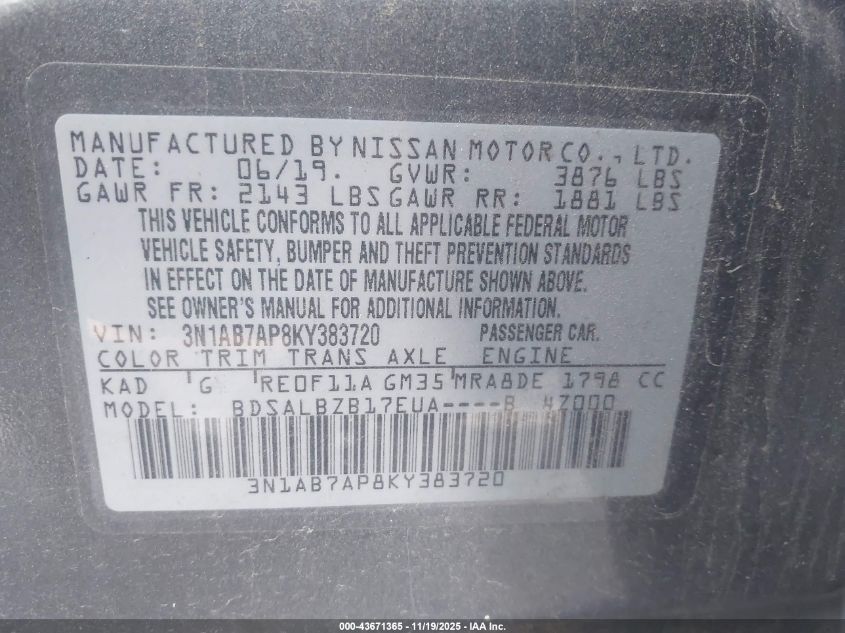 MANUFACTURED BY NISSAN MOTOR CO., LTD.
DATE: 06/19. GVWR: 3876 LBS
GAWR FR: 2143 LBS GAWR RR: 1881 LBS
THIS VEHICLE CONFORMS TO ALL APPLICABLE FEDERAL MOTOR
VEHICLE SAFETY, BUMPER AND THEFT PREVENTION STANDARDS
IN EFFECT ON THE DATE OF MANUFACTURE SHOWN ABOVE.
SEE OWNER'S MANUAL FOR ADDITIONAL INFORMATION.
VIN: 3N1AB7AP8KY383720 PASSENGER CAR.
COLOR TRIM TRANS AXLE ENGINE
KAD G RE0F11A GM35 MRA8DE 1798 CC
MODEL: BDSALBZB17EUA----B 47000
3N1AB7AP8KY383720
000-43671365 - 11/19/2025 - IAA Inc.